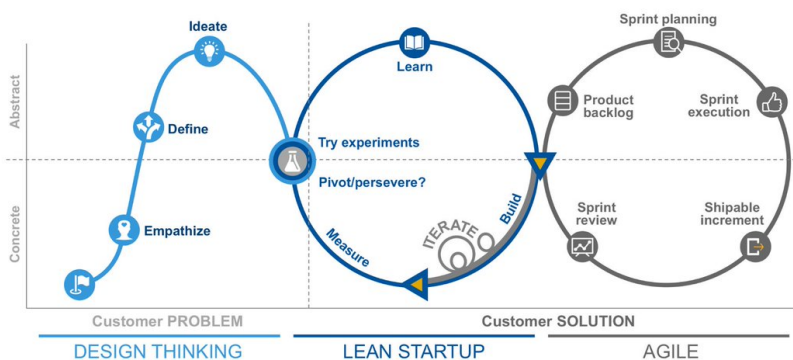 Abstract
Concrete
Ideate
Define
Empathize
Learn
Try experiments
Pivot/persevere?
Measure
ITERATE
Build
Sprint planning
Product
backlog
Sprint
execution
Sprint
review
Shipable
increment
Customer PROBLEM
Customer SOLUTION
DESIGN THINKING
LEAN STARTUP
AGILE